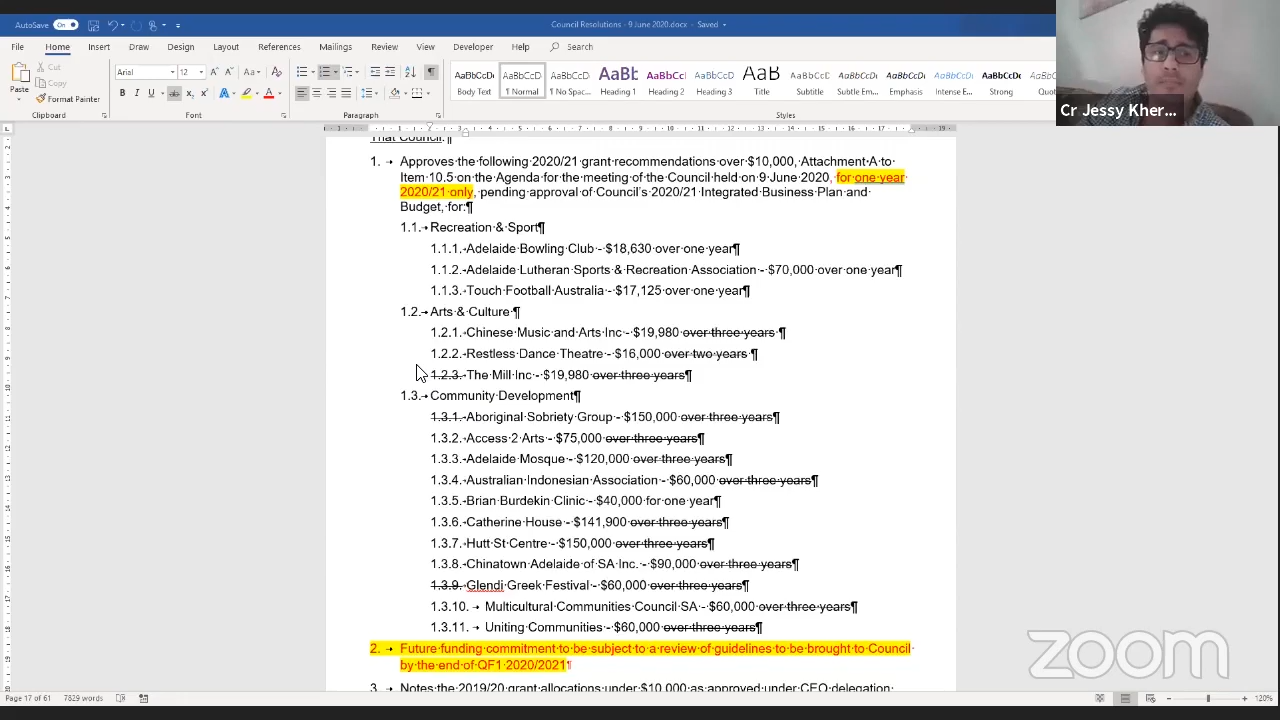 AutoSave On Council Resolutions - 9 June 2020.docx - Saved
File Home Insert Draw Design Layout References Mailings Review View Developer Help Search
Cut
Copy
Paste Format Painter
Clipboard
Arial 12
Font
Paragraph
AaBbCcDc AaBbCcD AaBbCcD AaBb AaBbCc AaBbCcI AaB AaBbCcD AaBbCcDc AaBbCcDi AaBbCcDi AaBbCcDc
Body Text ¶ Normal ¶ No Spac... Heading 1 Heading 2 Heading 3 Title Subtitle Subtle Em... Emphasis Intense E... Strong
Styles
Cr Jessy Kher...
That Council:¶
1. Approves the following 2020/21 grant recommendations over $10,000, Attachment A to
Item 10.5 on the Agenda for the meeting of the Council held on 9 June 2020, for one year
2020/21 only, pending approval of Council's 2020/21 Integrated Business Plan and
Budget, for:¶
1.1. Recreation & Sport¶
1.1.1. Adelaide Bowling Club - $18,630 over one year¶
1.1.2. Adelaide Lutheran Sports & Recreation Association - $70,000 over one year¶
1.1.3. Touch Football Australia - $17,125 over one year¶
1.2. Arts & Culture ¶
1.2.1. Chinese Music and Arts Inc - $19,980 over three years ¶
1.2.2. Restless Dance Theatre - $16,000 over two years ¶
1.2.3. The Mill Inc - $19,980 over three years¶
1.3. Community Development¶
1.3.1. Aboriginal Sobriety Group - $150,000 over three years¶
1.3.2. Access 2 Arts - $75,000 over three years¶
1.3.3. Adelaide Mosque - $120,000 over three years¶
1.3.4. Australian Indonesian Association - $60,000 over three years¶
1.3.5. Brian Burdekin Clinic - $40,000 for one year¶
1.3.6. Catherine House - $141,900 over three years¶
1.3.7. Hutt St Centre - $150,000 over three years¶
1.3.8. Chinatown Adelaide of SA Inc. - $90,000 over three years¶
1.3.9. Glendi Greek Festival - $60,000 over three years¶
1.3.10. Multicultural Communities Council SA - $60,000 over three years¶
1.3.11. Uniting Communities - $60,000 over three years¶
2. Future funding commitment to be subject to a review of guidelines to be brought to Council
by the end of QF1 2020/2021¶
3. Notes the 2019/20 grant allocations under $10,000 as approved under CEO delegation
zoom
Page 17 of 61 7829 words 120%